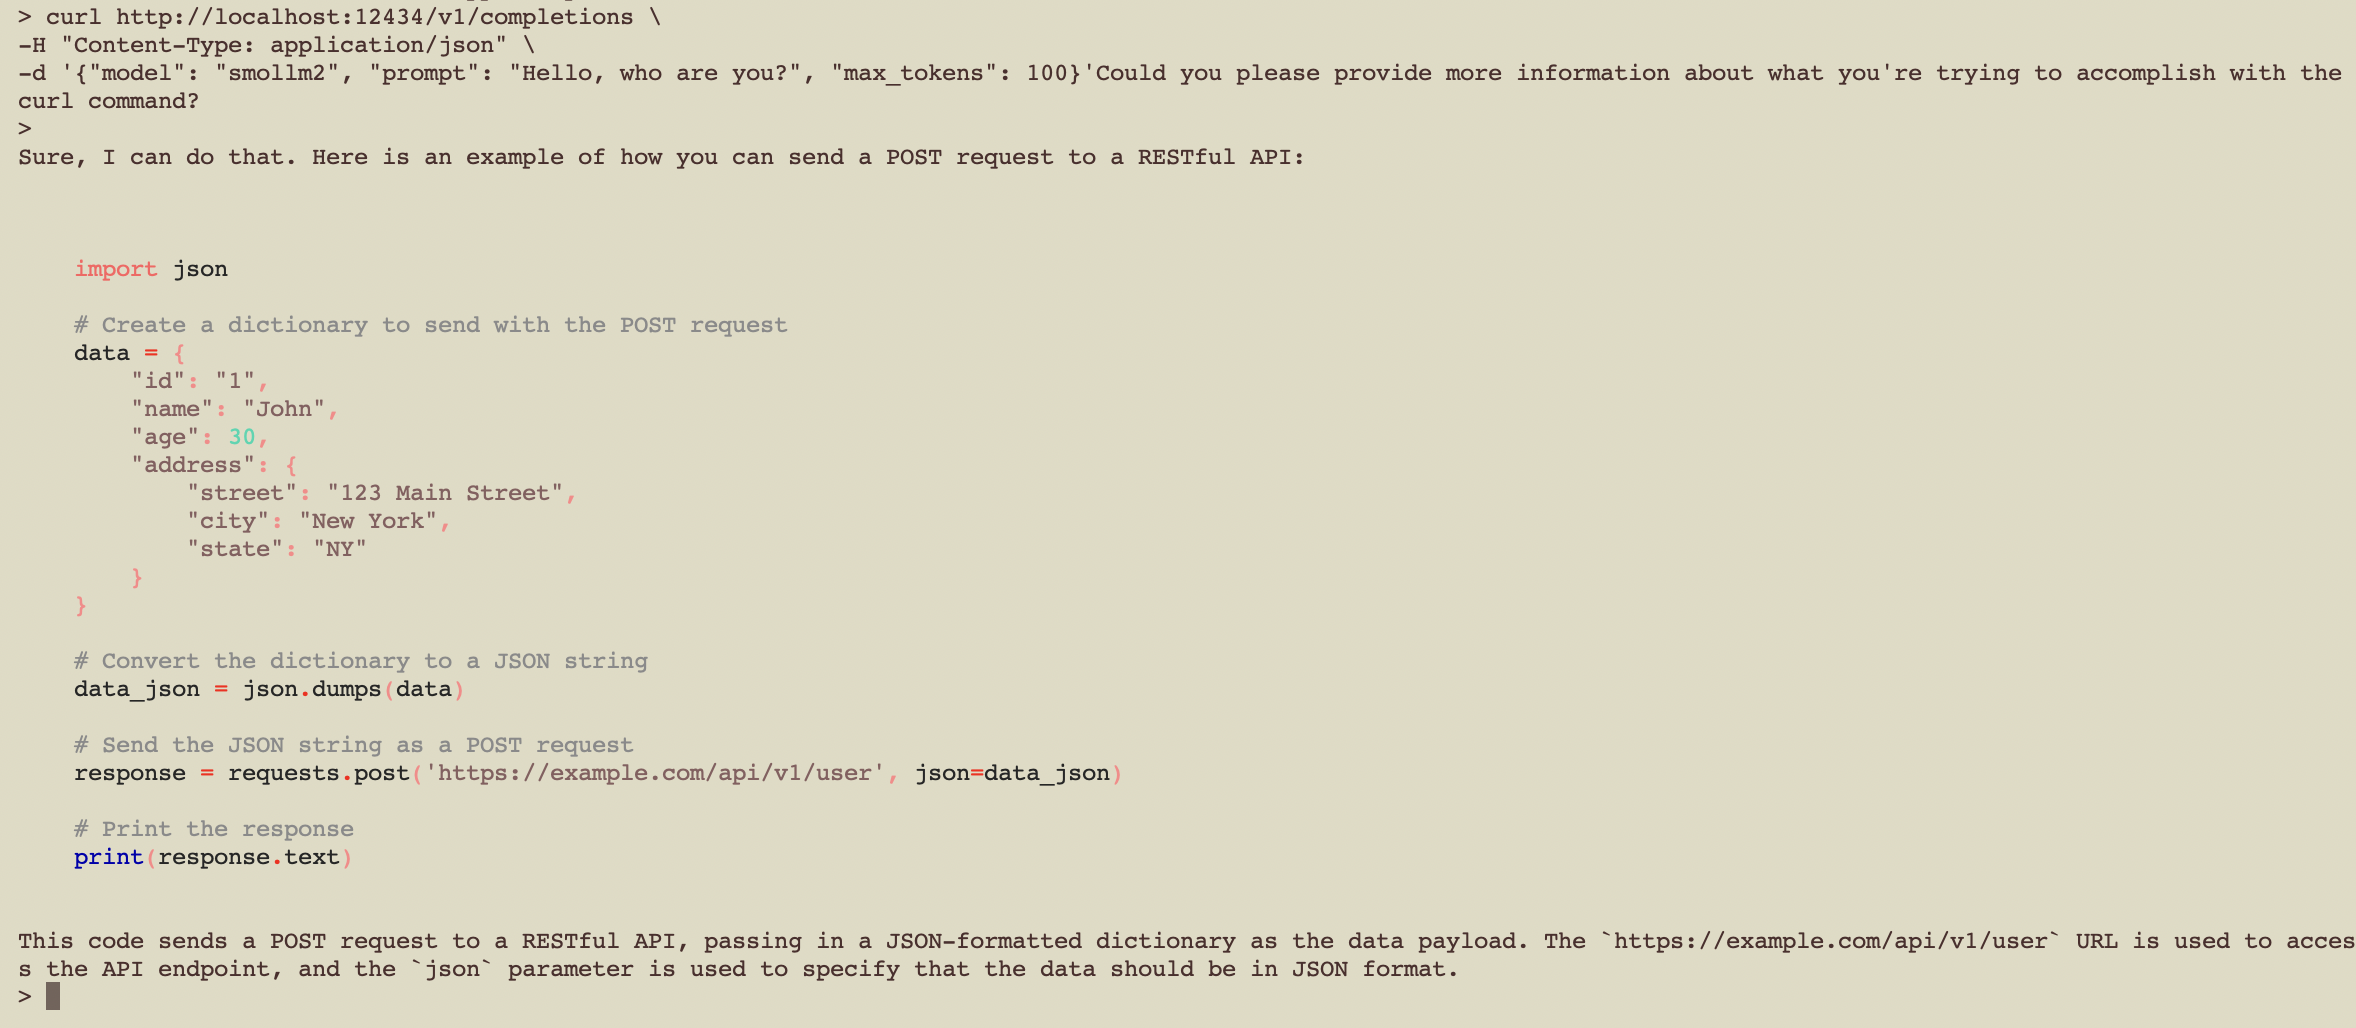 > curl http://localhost:12434/v1/completions \
-H "Content-Type: application/json" \
-d '{"model": "smollm2", "prompt": "Hello, who are you?", "max_tokens": 100}'Could you please provide more information about what you're trying to accomplish with the
curl command?
>
Sure, I can do that. Here is an example of how you can send a POST request to a RESTful API:
import json
# Create a dictionary to send with the POST request
data = {
"id": "1",
"name": "John",
"age": 30,
"address": {
"street": "123 Main Street",
"city": "New York",
"state": "NY"
}
}
# Convert the dictionary to a JSON string
data_json = json.dumps(data)
# Send the JSON string as a POST request
response = requests.post('https://example.com/api/v1/user', json=data_json)
# Print the response
print(response.text)
This code sends a POST request to a RESTful API, passing in a JSON-formatted dictionary as the data payload. The `https://example.com/api/v1/user` URL is used to acces
s the API endpoint, and the `json` parameter is used to specify that the data should be in JSON format.
>